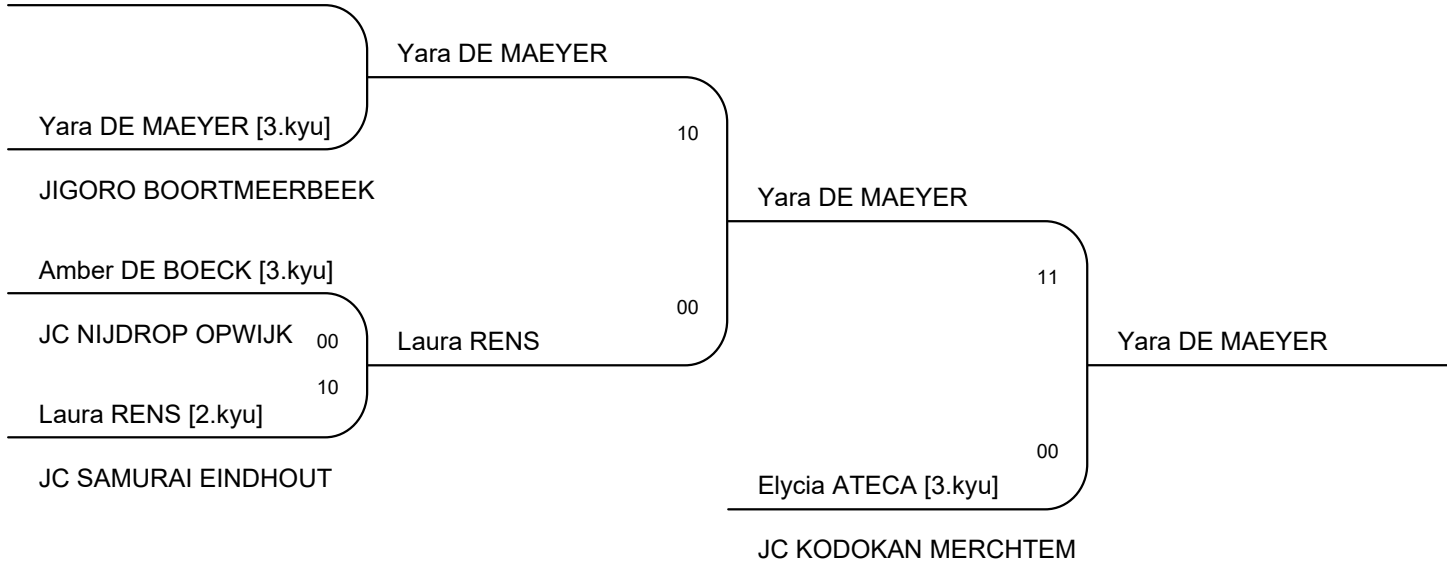 Yara DE MAEYER
Yara DE MAEYER [3.kyu]
10
JIGORO BOORTMEERBEEK
Yara DE MAEYER
Amber DE BOECK [3.kyu]
11
00
JC NIJDROP OPWIJK
00
Laura RENS
Yara DE MAEYER
10
Laura RENS [2.kyu]
00
JC SAMURAI EINDHOUT
Elycia ATECA [3.kyu]
JC KODOKAN MERCHTEM